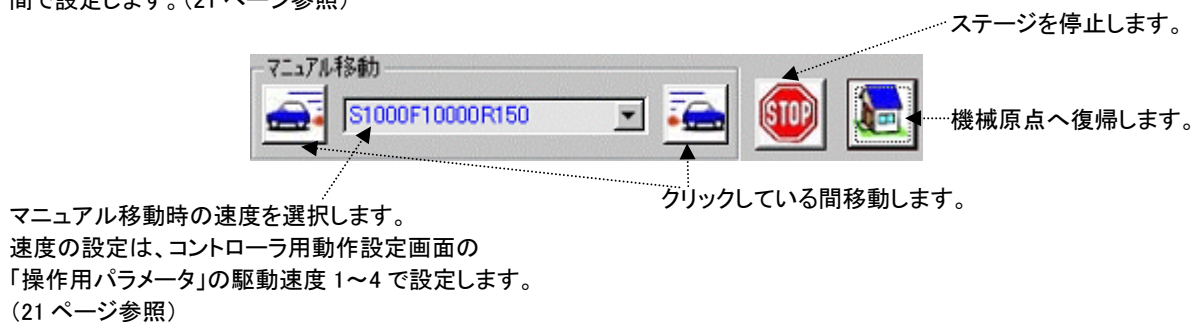 間で設定します。(21 ページ参照)
ステージを停止します。
マニュアル移動
S1000F10000R150
STOP
機械原点へ復帰します。
クリックしている間移動します。
マニュアル移動時の速度を選択します。
速度の設定は、コントローラ用動作設定画面の
「操作用パラメータ」の駆動速度 1～4 で設定します。
(21 ページ参照)